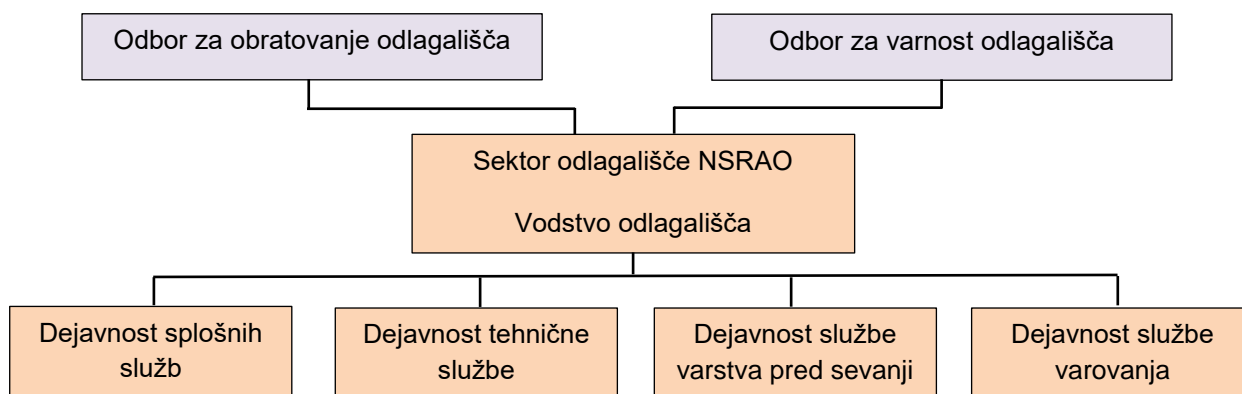 Odbor za obratovanje odlagališča
Odbor za varnost odlagališča
Sektor odlagališče NSRAO
Vodstvo odlagališča
Dejavnost splošnih
služb
Dejavnost tehnične
službe
Dejavnost službe
varstva pred sevanji
Dejavnost službe
varovanja